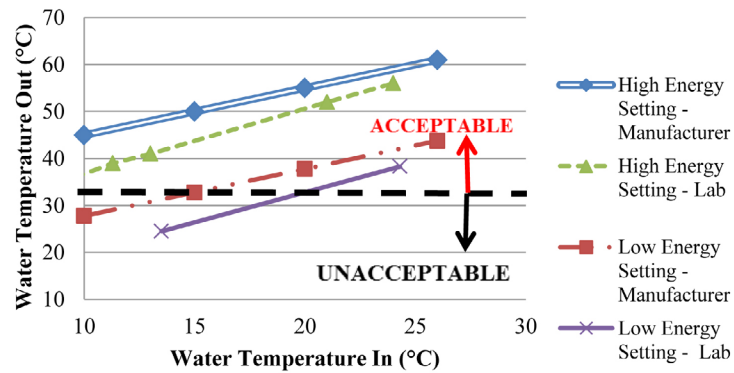 70
60
50
40
30
20
10
10 15 20 25 30
Water Temperature Out (°C)
Water Temperature In (°C)
ACCEPTABLE
UNACCEPTABLE
High Energy
Setting -
Manufacturer
High Energy
Setting - Lab
Low Energy
Setting -
Manufacturer
Low Energy
Setting - Lab